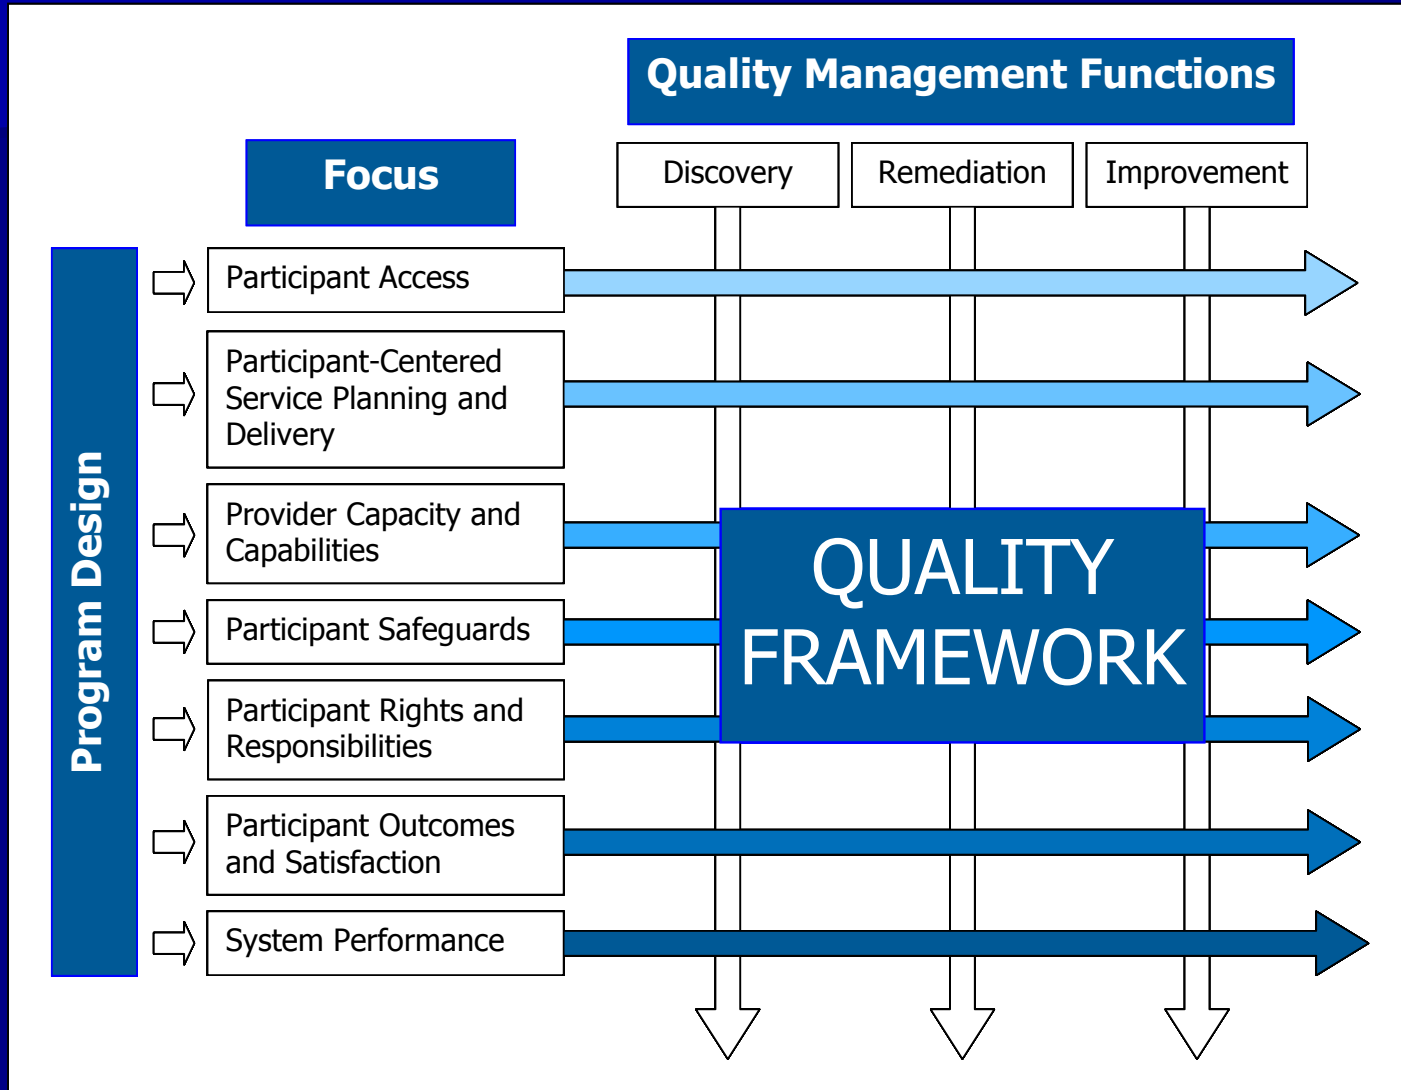 Quality Management Functions
Focus
Discovery
Remediation
Improvement
Program Design
Participant Access
Participant-Centered
Service Planning and
Delivery
Provider Capacity and
Capabilities
Participant Safeguards
Participant Rights and
Responsibilities
Participant Outcomes
and Satisfaction
System Performance
QUALITY
FRAMEWORK